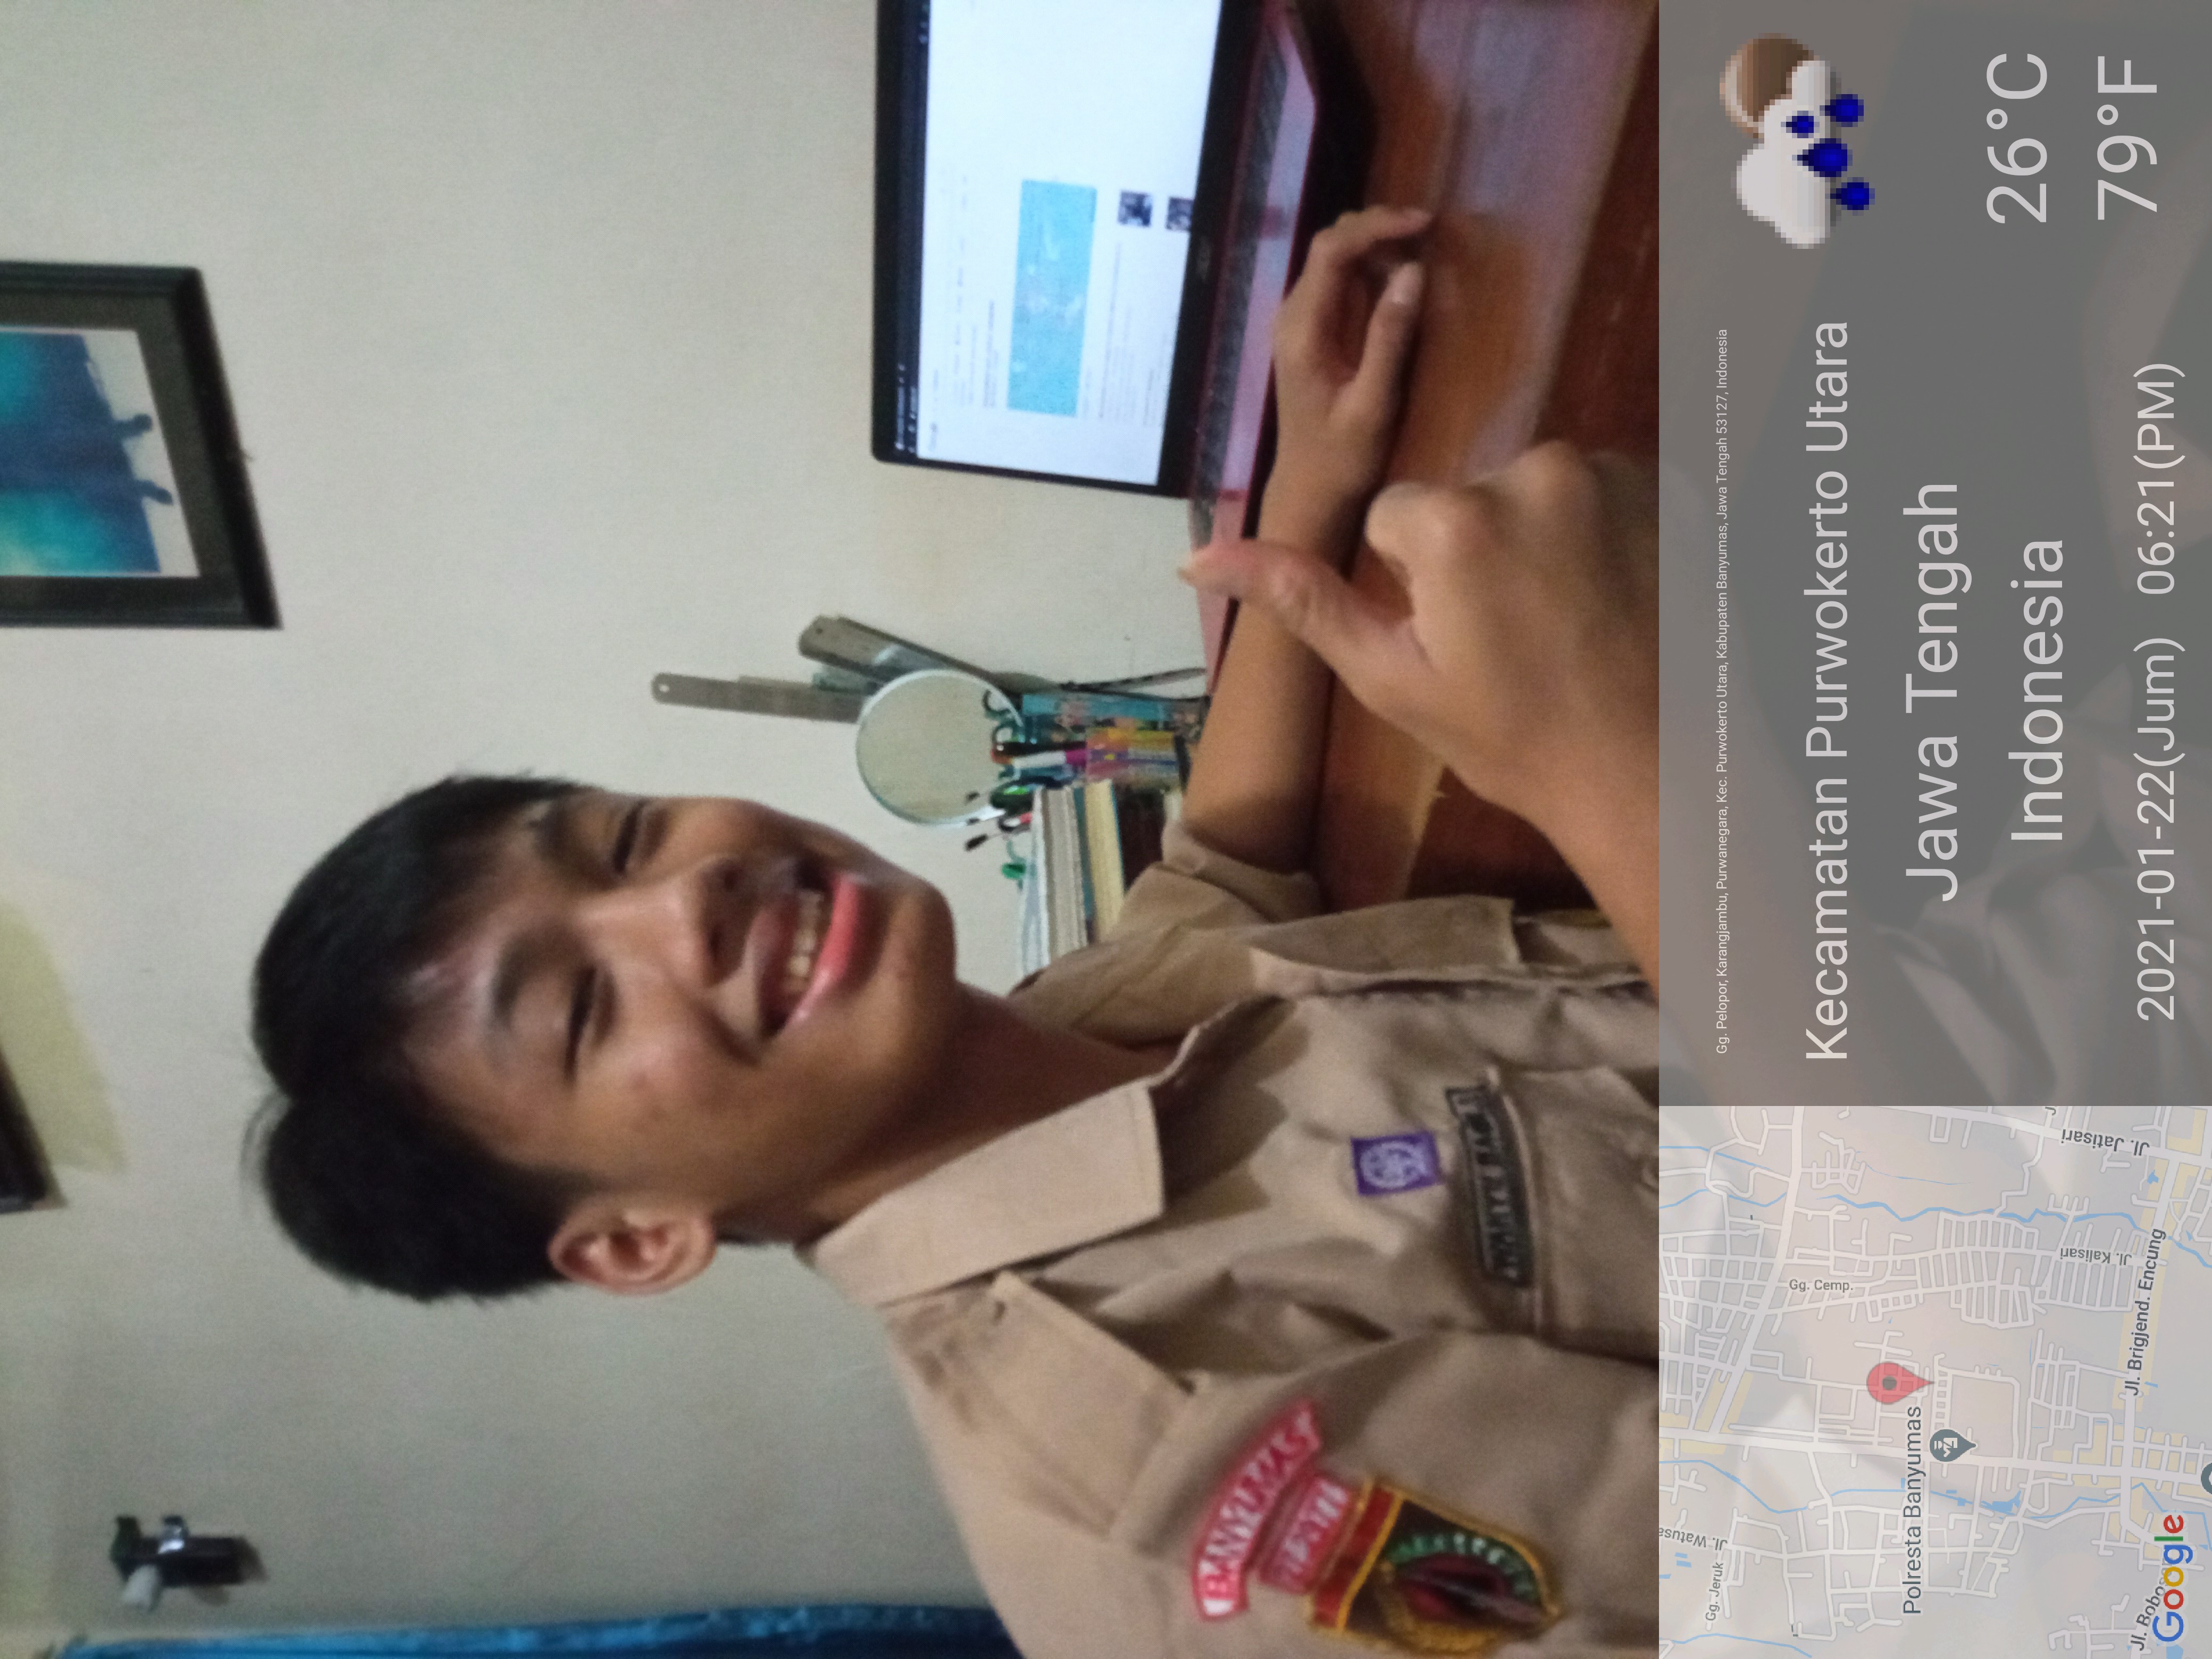 BANYUMAS
Gg. Jeruk
Jl. Watusa
Gg. Cemp.
Polresta Banyumas
Jl. Kalisari
Jl. Jatisari
Jl. Brigjend. Encung
Jl. Bobos
Google
Gg. Pelopor, Karangjambu, Purwanegara, Kec. Purwokerto Utara, Kabupaten Banyumas, Jawa Tengah 53127, Indonesia
Kecamatan Purwokerto Utara
Jawa Tengah
Indonesia
2021-01-22(Jum) 06:21(PM)
26°C
79°F